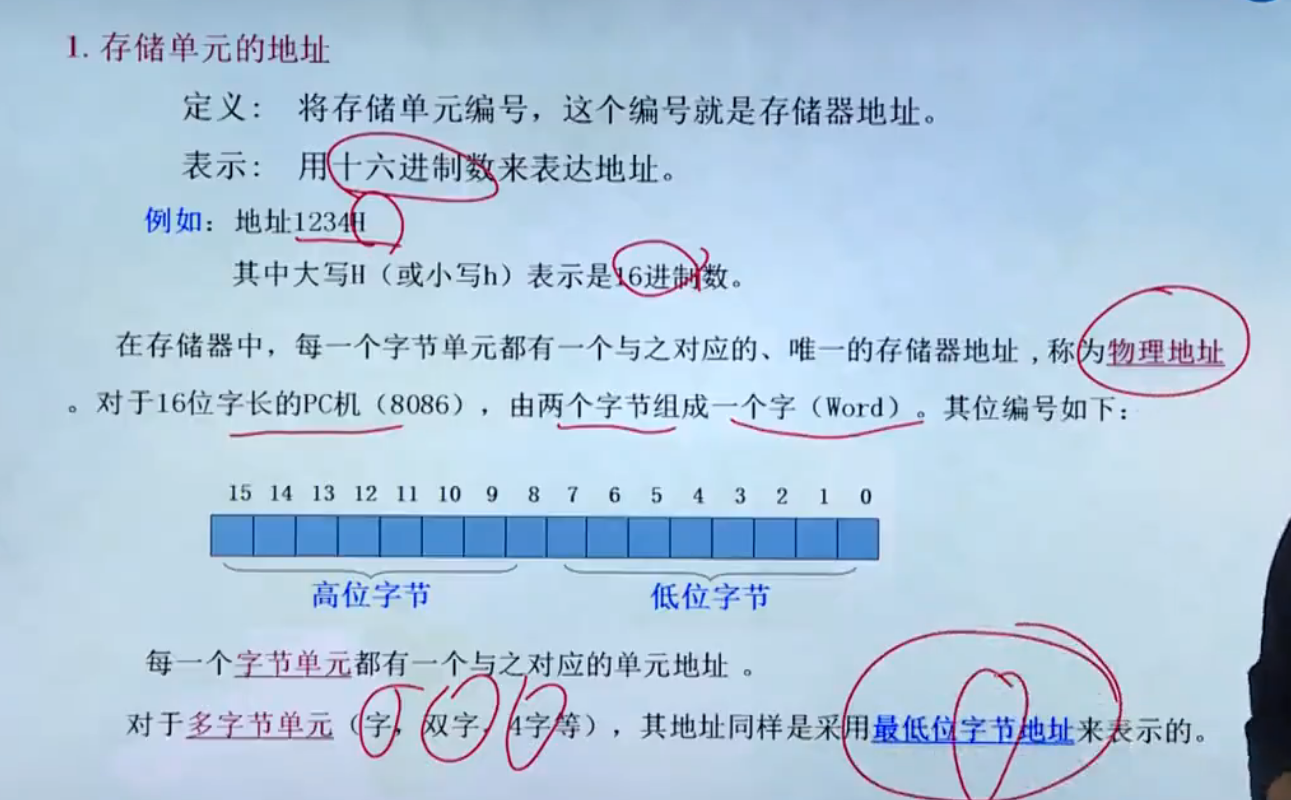 1. 存储单元的地址
定义： 将存储单元编号，这个编号就是存储器地址。
表示： 用十六进制数来表达地址。
例如：地址1234H
其中大写H（或小写h）表示是16进制数。
在存储器中，每一个字节单元都有一个与之对应的、唯一的存储器地址，称为物理地址
。对于16位字长的PC机（8086），由两个字节组成一个字（Word）。其位编号如下：
15 14 13 12 11 10 9 8 7 6 5 4 3 2 1 0
高位字节 低位字节
每一个字节单元都有一个与之对应的单元地址 。
对于多字节单元（字，双字，4字等），其地址同样是采用最低位字节地址来表示的。